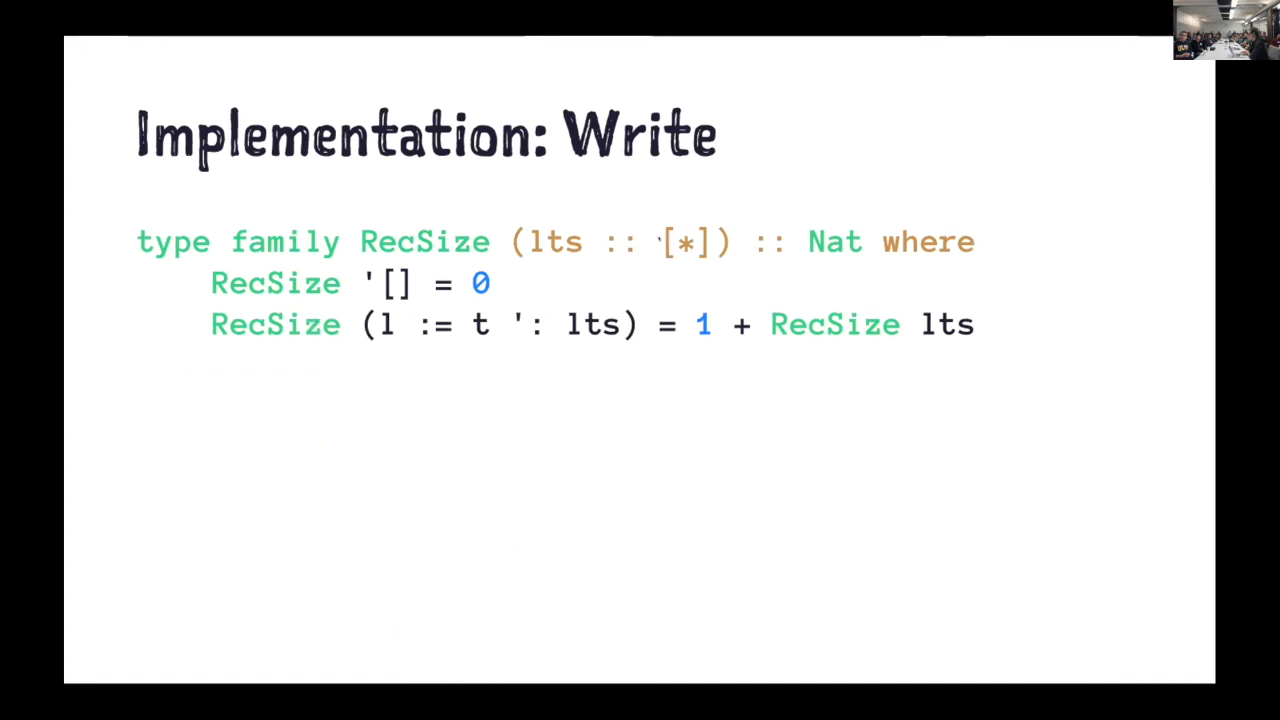 Implementation: Write
type family RecSize (lts :: '[*]) :: Nat where
RecSize '[] = 0
RecSize (l := t ': lts) = 1 + RecSize lts